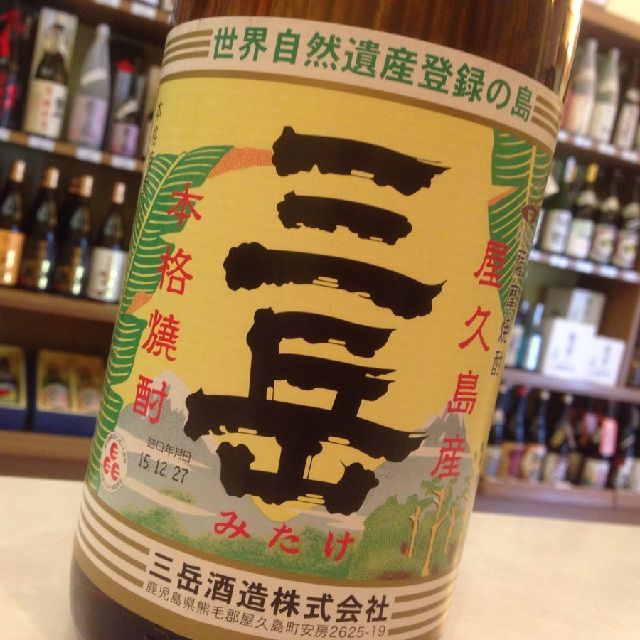 世界自然遺産登録の島
三岳
屋久島産
本格焼酎
詰口年月日
15.12.27
みたけ
三岳酒造株式会社
鹿児島県熊毛郡屋久島町安房2625-19